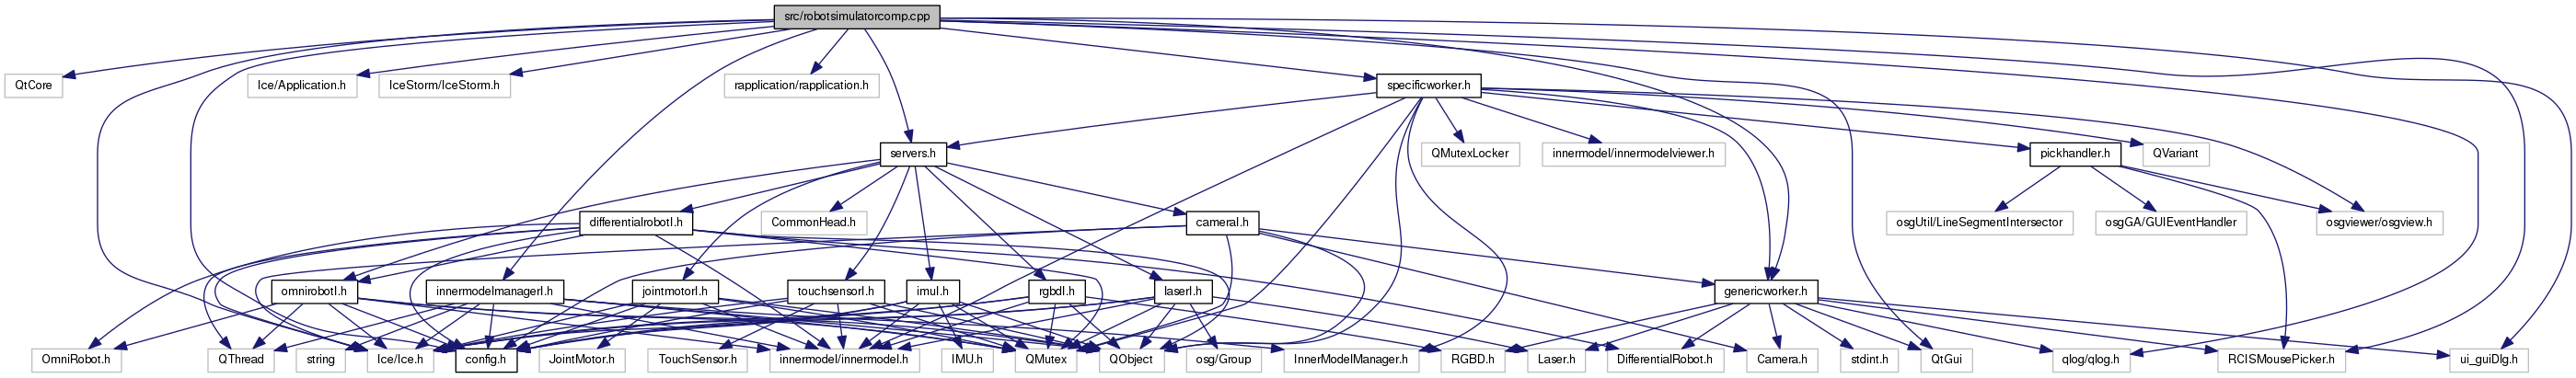 src/robotsimulatorcomp.cpp
QtCore
Ice/Application.h
IceStorm/IceStorm.h
rapplication/rapplication.h
specificworker.h
servers.h
QMutexLocker
innermodel/innermodelviewer.h
pickhandler.h
QVariant
differentialrobotI.h
CommonHead.h
cameraI.h
osgUtil/LineSegmentIntersector
osgGA/GUIEventHandler
osgviewer/osgview.h
omnirobotI.h
innermodelmanagerI.h
jointmotorI.h
touchsensorI.h
imuI.h
rgbdI.h
laserI.h
genericworker.h
OmniRobot.h
QThread
string
Ice/Ice.h
config.h
JointMotor.h
TouchSensor.h
innermodel/innermodel.h
IMU.h
QMutex
QObject
osg/Group
InnerModelManager.h
RGBD.h
Laser.h
DifferentialRobot.h
Camera.h
stdint.h
QtGui
qlog/qlog.h
RCISMousePicker.h
ui_guiDlg.h